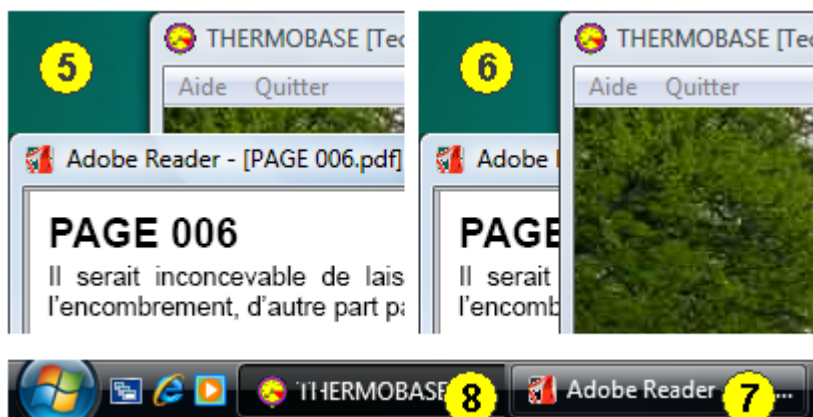 5
THERMOBASE [Tec
Aide Quitter
Adobe Reader - [PAGE 006.pdf]
PAGE 006
Il serait inconcevable de lais
l'encombrement, d'autre part pa
6
THERMOBASE [Tec
Aide Quitter
Adobe
PAGE
Il serait
l'encomb
THERMOBASE 8
Adobe Reader 7 ...